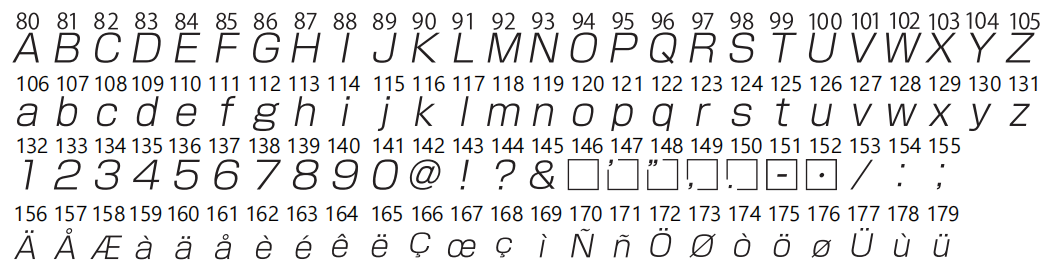 80 81 82 83 84 85 86 87 88 89 90 91 92 93 94 95 96 97 98 99 100 101 102 103 104 105
A B C D E F G H I J K L M N O P Q R S T U V W X Y Z
106 107 108 109 110 111 112 113 114 115 116 117 118 119 120 121 122 123 124 125 126 127 128 129 130 131
a b c d e f g h i j k l m n o p q r s t u v w x y z
132 133 134 135 136 137 138 139 140 141 142 143 144 145 146 147 148 149 150 151 152 153 154 155
1 2 3 4 5 6 7 8 9 0 @ ! ? & ' " , . - · / : ;
156 157 158 159 160 161 162 163 164 165 166 167 168 169 170 171 172 173 174 175 176 177 178 179
Ä Å Æ à ä å è é ê ë Ç œ ç ì Ñ ñ Ö Ø ò ö ø Ü ù ü